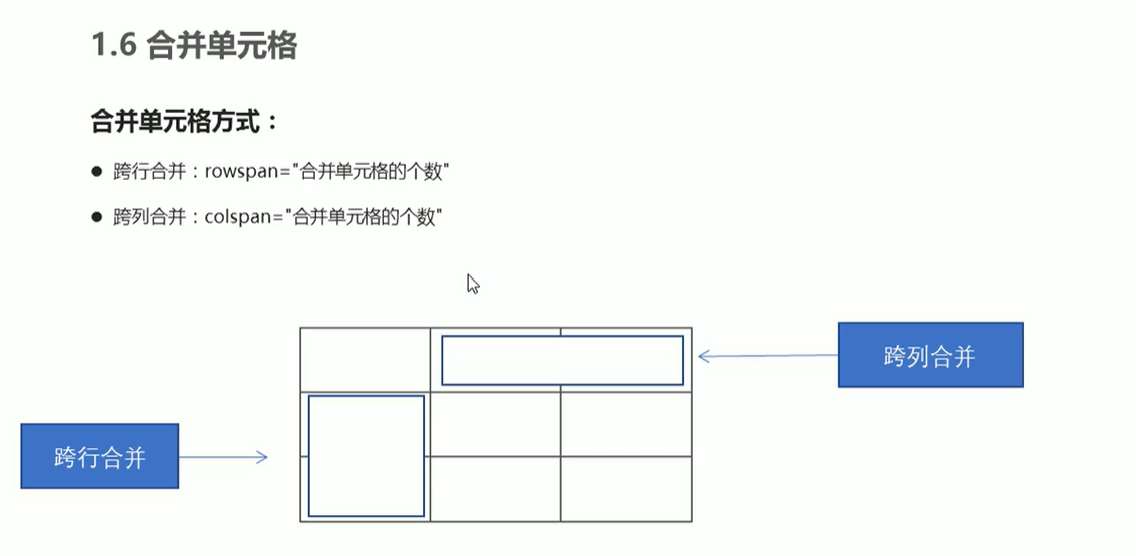 1.6 合并单元格
合并单元格方式：
● 跨行合并：rowspan="合并单元格的个数"
● 跨列合并：colspan="合并单元格的个数"
跨列合并
跨行合并